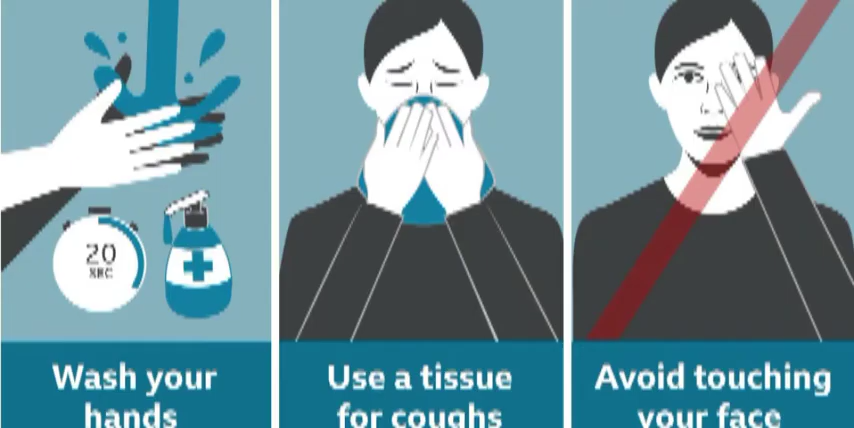 20
SEC
Wash your
hands
Use a tissue
for coughs
Avoid touching
your face